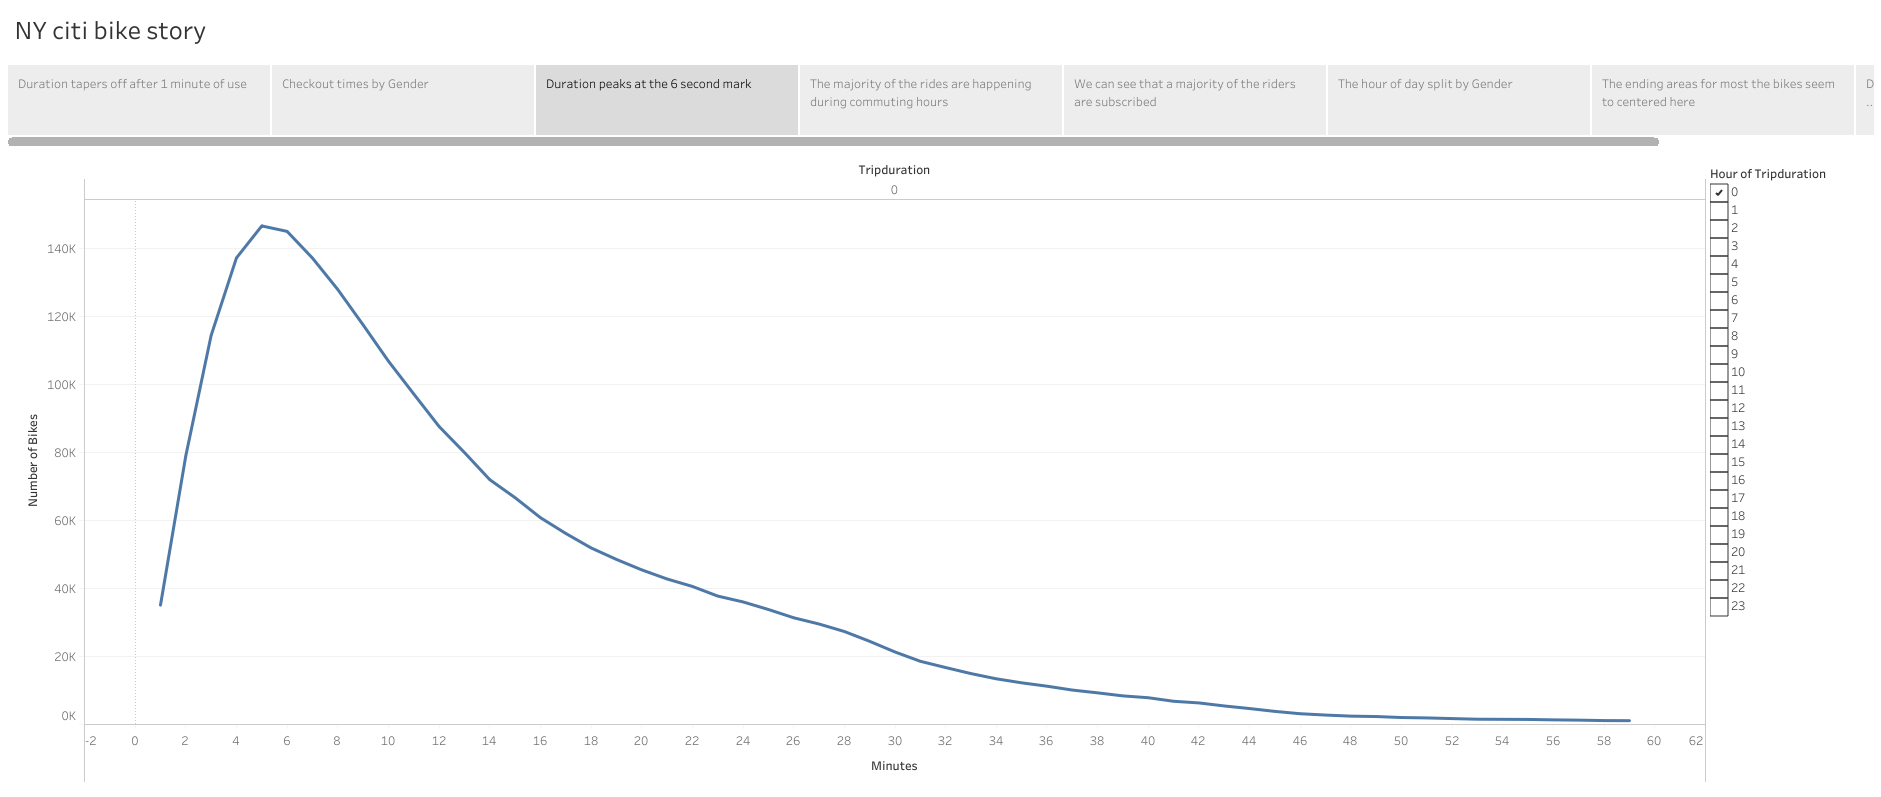 NY citi bike story
Duration tapers off after 1 minute of use
Checkout times by Gender
Duration peaks at the 6 second mark
The majority of the rides are happening
during commuting hours
We can see that a majority of the riders
are subscribed
The hour of day split by Gender
The ending areas for most the bikes seem
to centered here
D
..
Tripduration
0
Number of Bikes
140K
120K
100K
80K
60K
40K
20K
0K
-2 0 2 4 6 8 10 12 14 16 18 20 22 24 26 28 30 32 34 36 38 40 42 44 46 48 50 52 54 56 58 60 62
Minutes
Hour of Tripduration
0
1
2
3
4
5
6
7
8
9
10
11
12
13
14
15
16
17
18
19
20
21
22
23